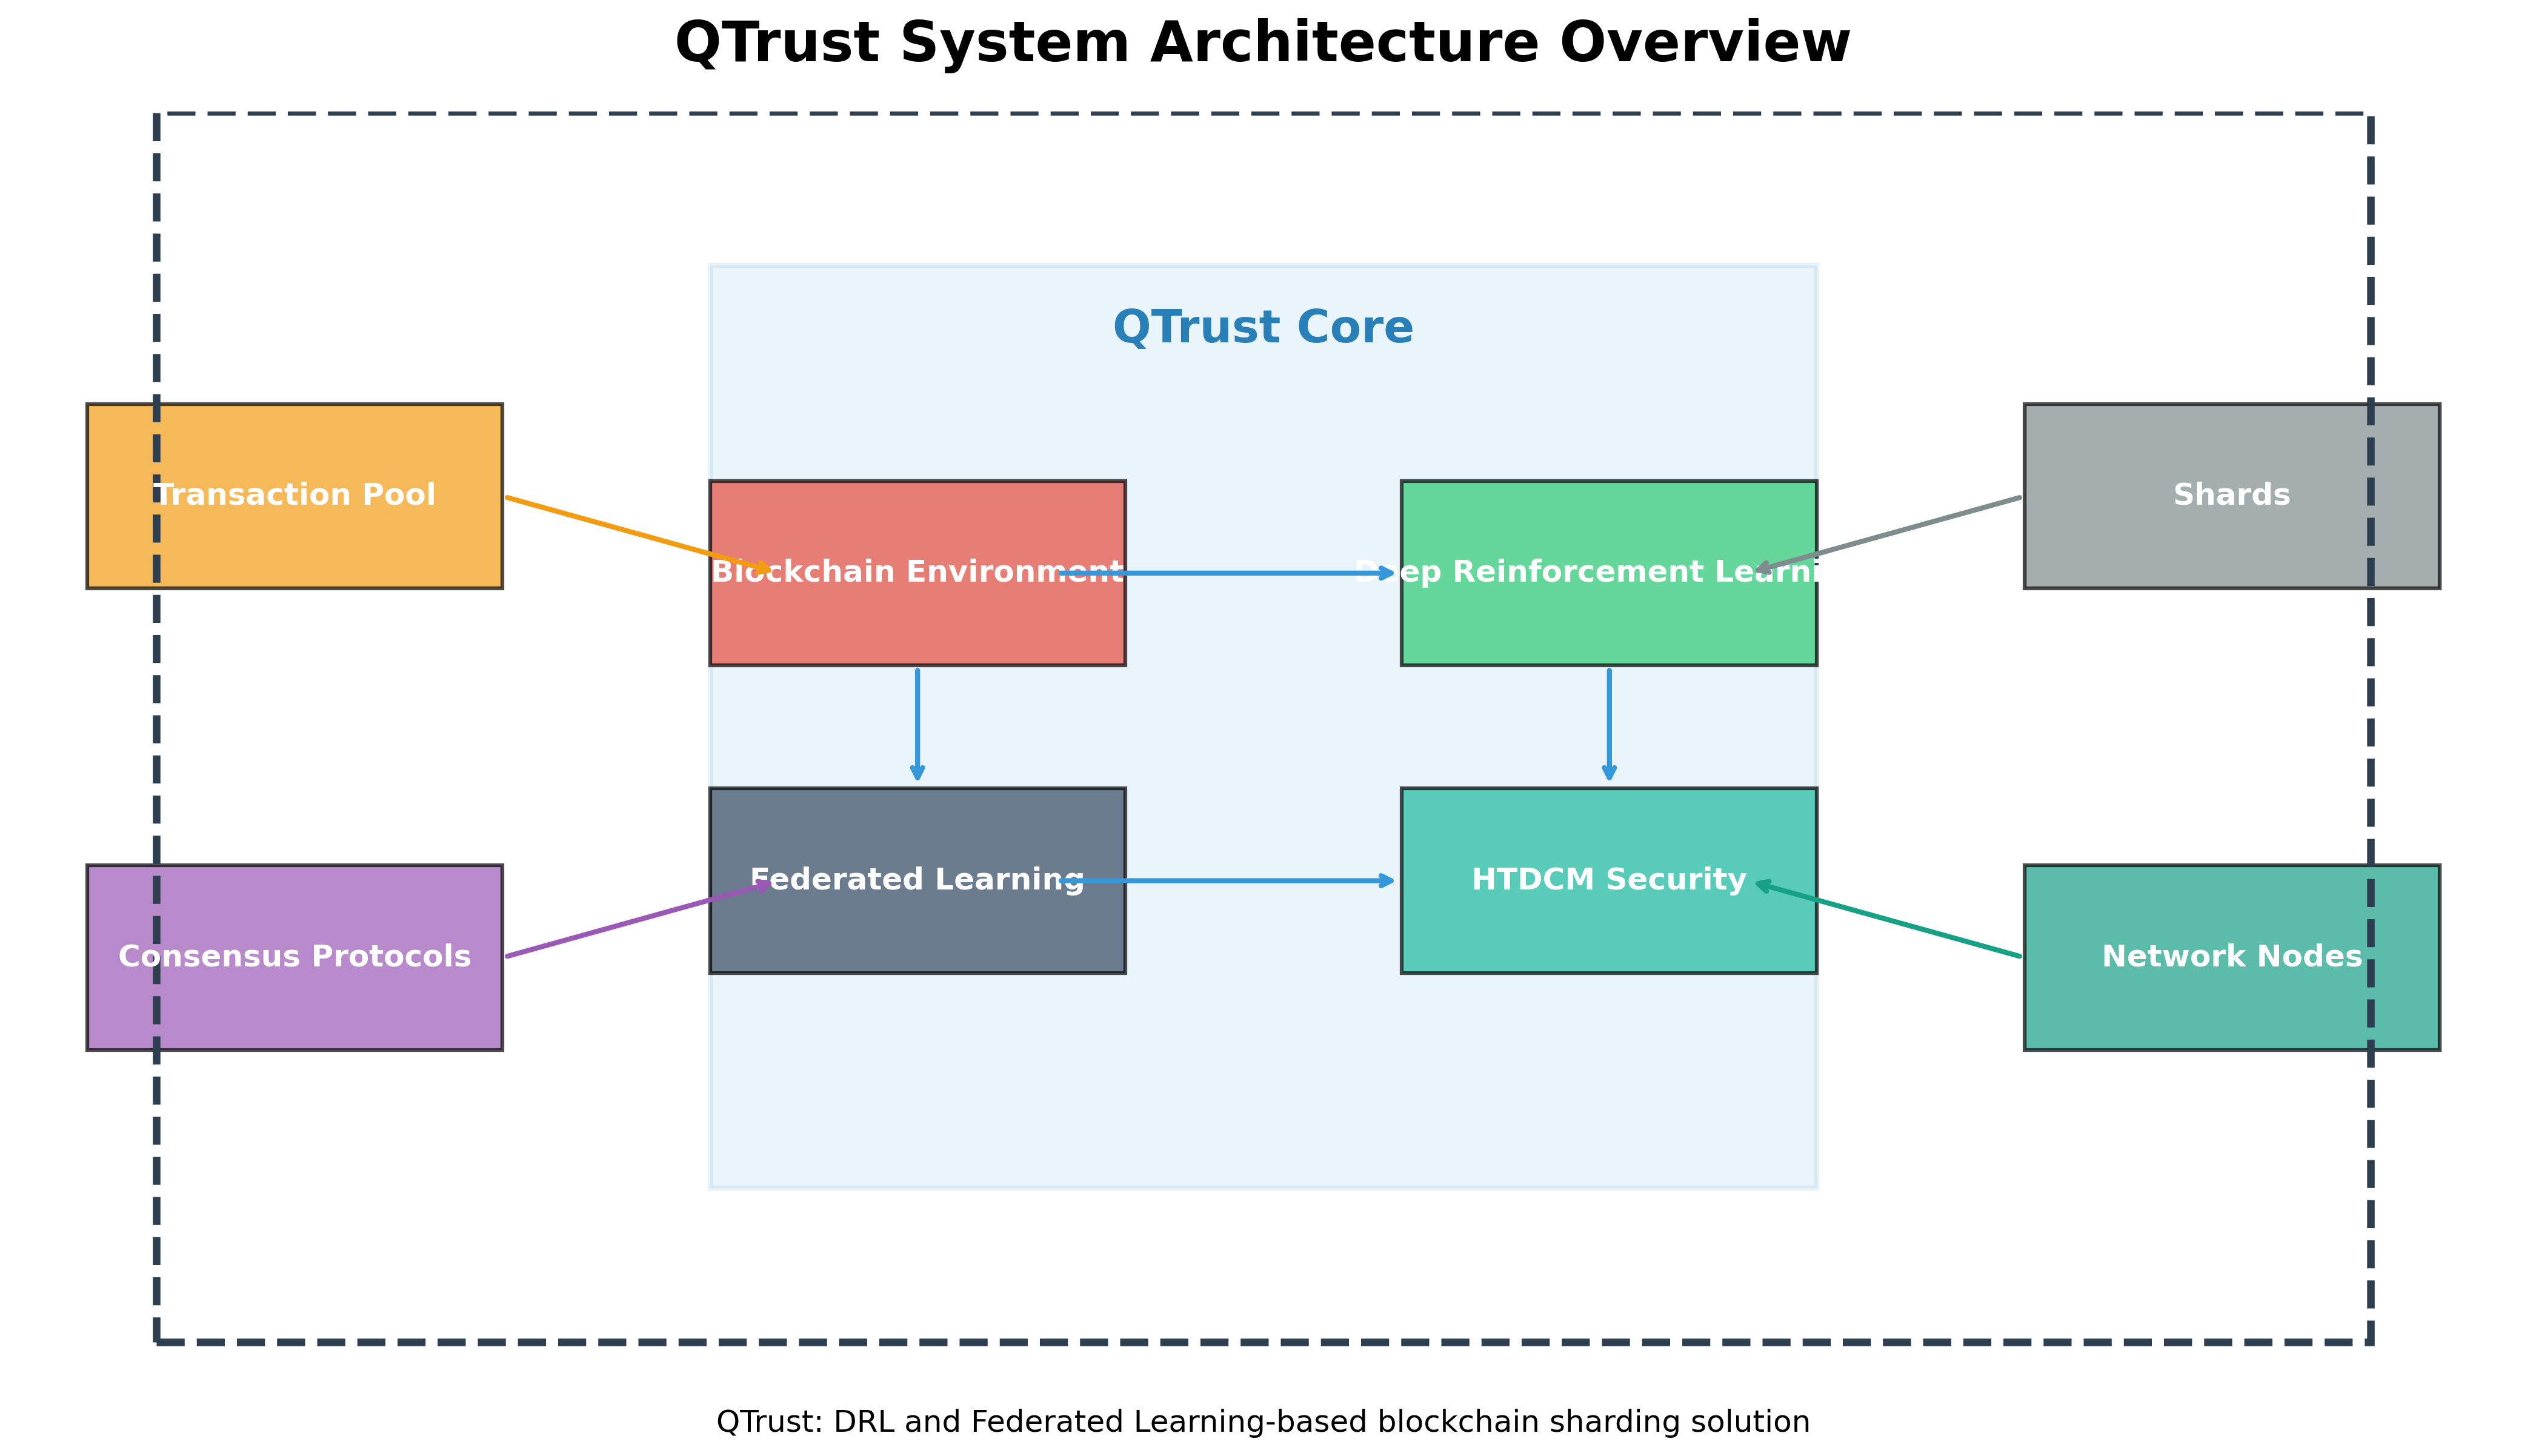 QTrust System Architecture Overview
QTrust Core
Transaction Pool
Shards
Blockchain Environment
Deep Reinforcement Learni
Federated Learning
HTDCM Security
Consensus Protocols
Network Nodes
QTrust: DRL and Federated Learning-based blockchain sharding solution